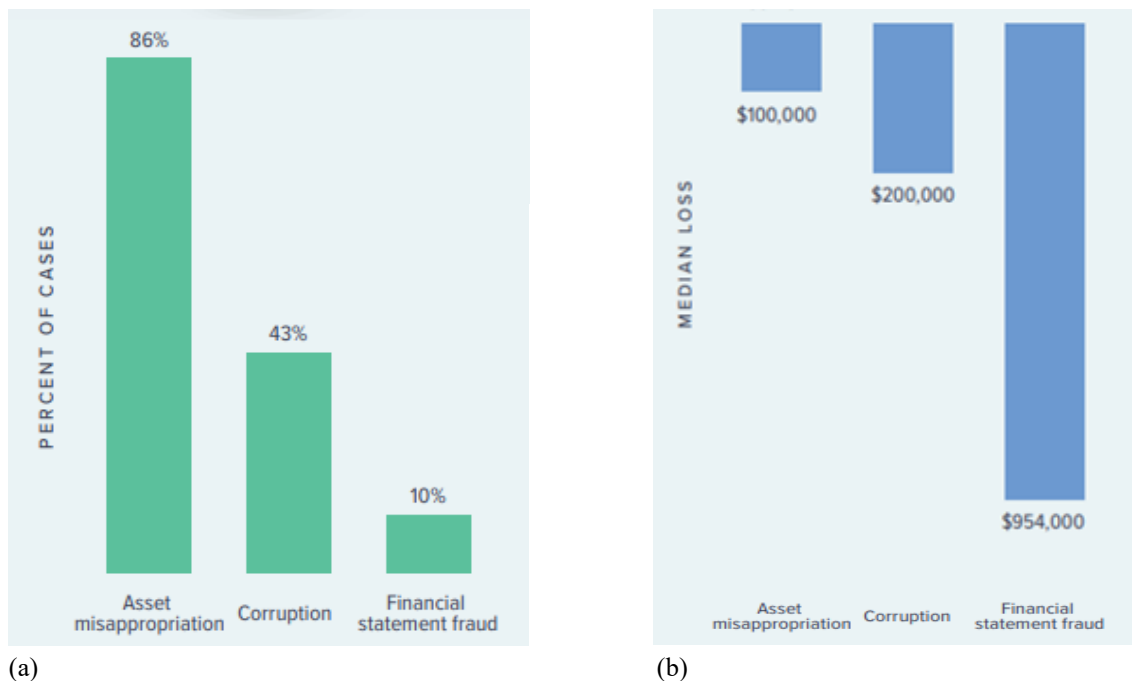 86%
PERCENT OF CASES
43%
10%
Asset
misappropriation
Corruption
Financial
statement fraud
(a)
$100,000
MEDIAN LOSS
$200,000
$954,000
Asset
misappropriation
Corruption
Financial
statement fraud
(b)